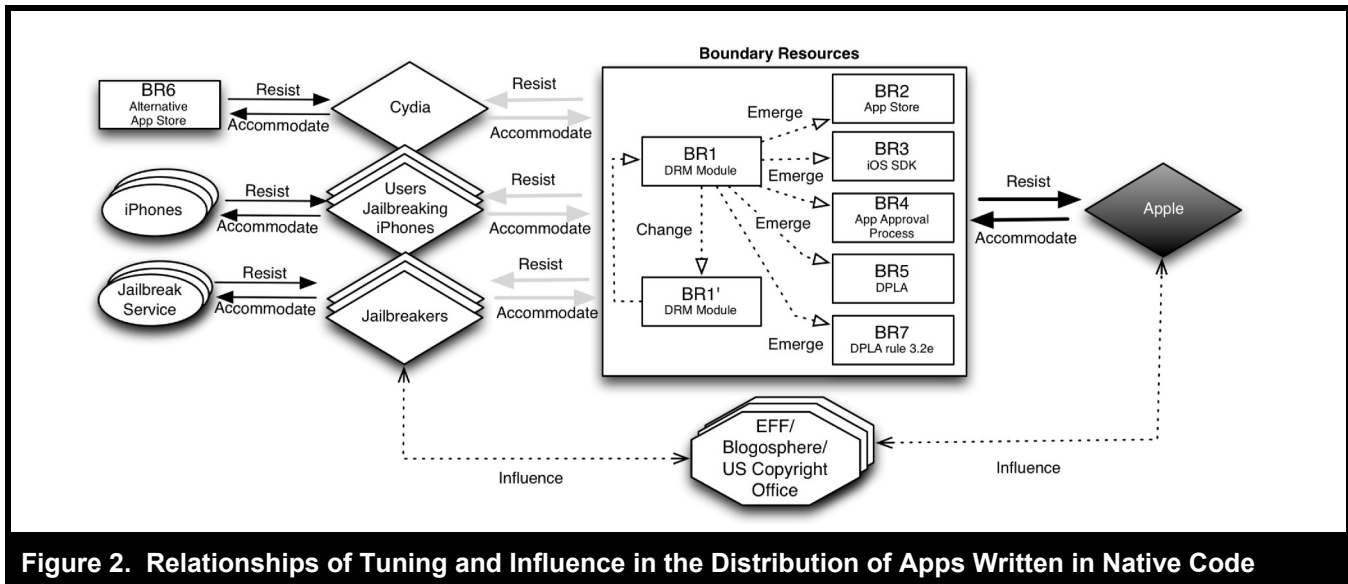 Boundary Resources
BR6
Alternative
App Store
Resist
Accommodate
Cydia
Resist
Accommodate
iPhones
Resist
Accommodate
Users
Jailbreaking
iPhones
Resist
Accommodate
Jailbreak
Service
Resist
Accommodate
Jailbreakers
Resist
Accommodate
BR1
DRM Module
Change
BR1'
DRM Module
Emerge
Emerge
Emerge
Emerge
BR2
App Store
BR3
iOS SDK
BR4
App Approval
Process
BR5
DPLA
BR7
DPLA rule 3.2e
Resist
Accommodate
Apple
Influence
EFF/
Blogosphere/
US Copyright
Office
Influence
Figure 2. Relationships of Tuning and Influence in the Distribution of Apps Written in Native Code